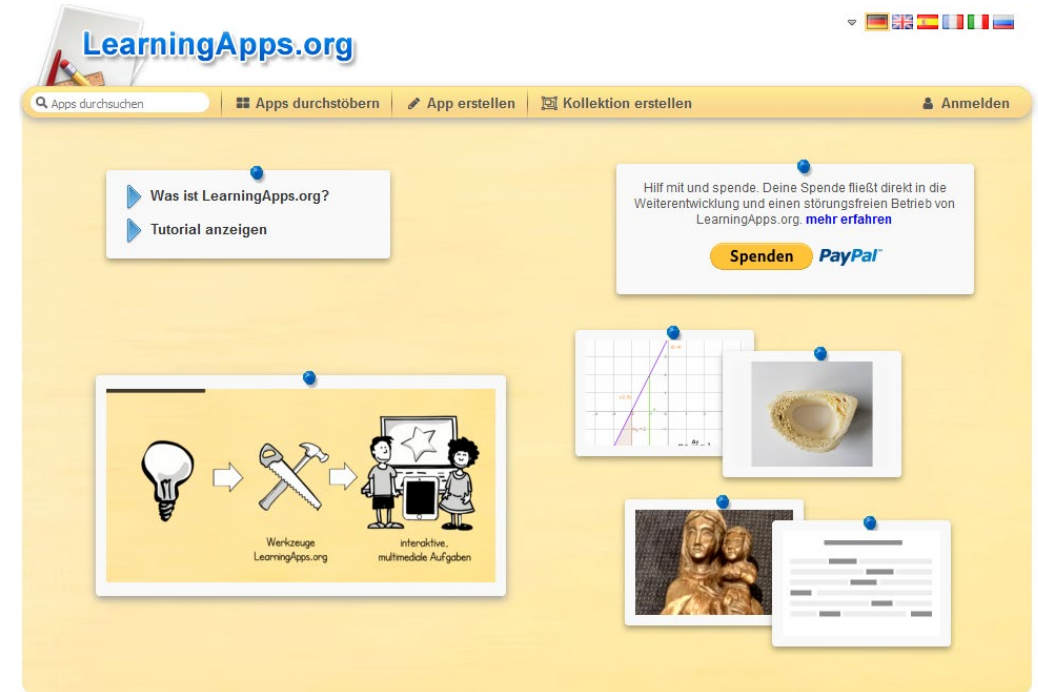 LearningApps.org
Apps durchsuchen
Apps durchstöbern
App erstellen
Kollektion erstellen
Anmelden
Was ist LearningApps.org?
Tutorial anzeigen
Hilf mit und spende. Deine Spende fließt direkt in die
Weiterentwicklung und einen störungsfreien Betrieb von
LearningApps.org. mehr erfahren
Spenden PayPal
Werkzeuge
LearningApps.org
interaktive,
multimediale Aufgaben